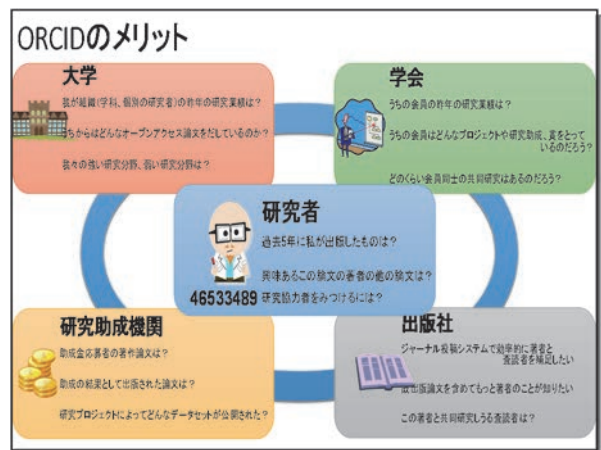 ORCIDのメリット
大学
我が組織(学科、個別の研究者)の昨年の研究業績は？
うちからはどんなオープンアクセス論文をだしているのか？
我々の強い研究分野、弱い研究分野は？
学会
うちの会員の昨年の研究業績は？
うちの会員はどんなプロジェクトや研究助成、賞をとって
いるのだろう？
どのくらい会員同士の共同研究はあるのだろう？
研究者
過去5年に私が出版したものは？
興味あるこの論文の著者の他の論文は？
46533489 研究協力者をみつけるには？
研究助成機関
助成金応募者の著作論文は？
助成の結果として出版された論文は？
研究プロジェクトによってどんなデータセットが公開された？
出版社
ジャーナル投稿システムで効率的に著者と
査読者を補足したい
出版論文を含めてもっと著者のことが知りたい
この著者と共同研究しうる査読者は？